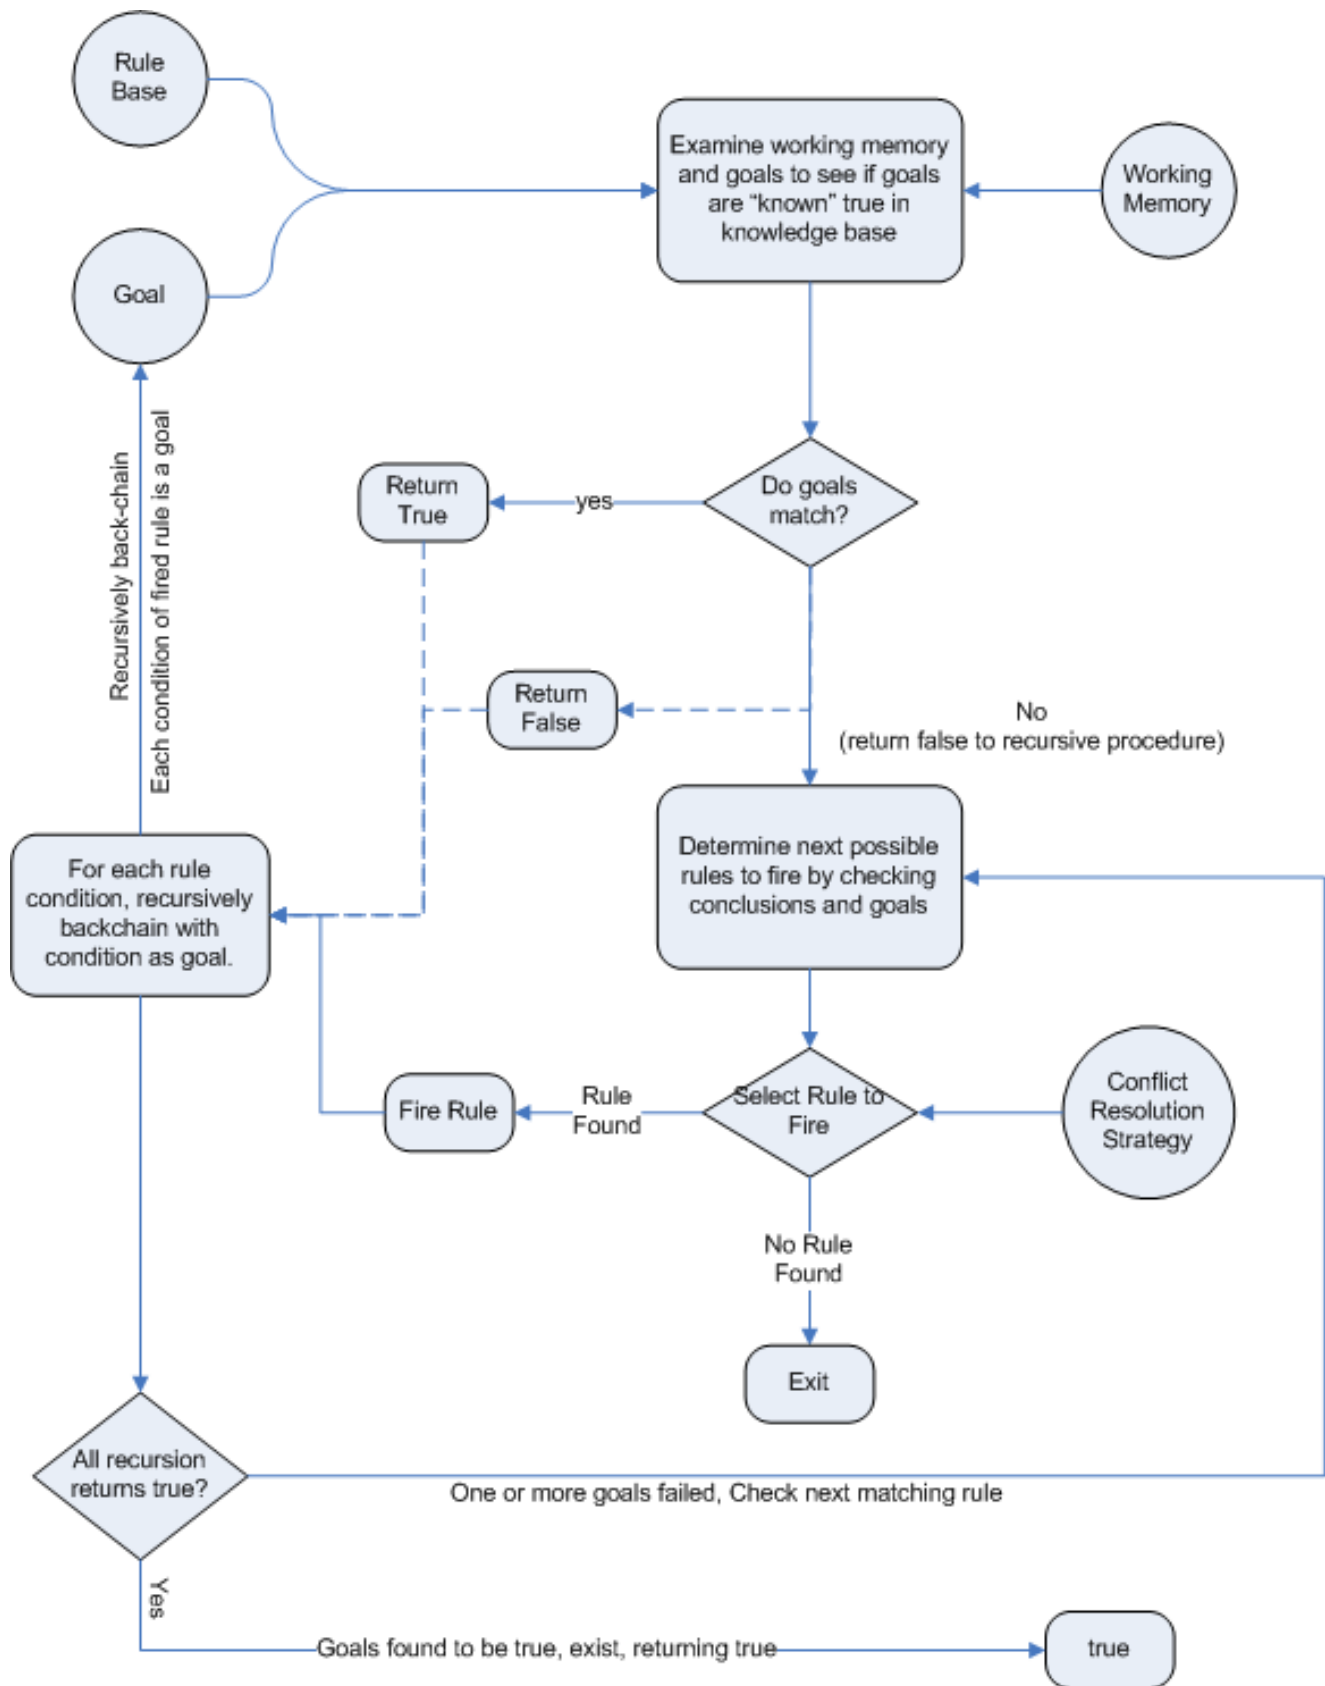 Rule
Base
Examine working memory
and goals to see if goals
are “known” true in
knowledge base
Working
Memory
Goal
Recursively back-chain
Each condition of fired rule is a goal
Return
True
yes
Do goals
match?
Return
False
No
(return false to recursive procedure)
For each rule
condition, recursively
backchain with
condition as goal.
Determine next possible
rules to fire by checking
conclusions and goals
Fire Rule
Rule
Found
Select Rule to
Fire
Conflict
Resolution
Strategy
No Rule
Found
Exit
All recursion
returns true?
One or more goals failed, Check next matching rule
Yes
Goals found to be true, exist, returning true
true